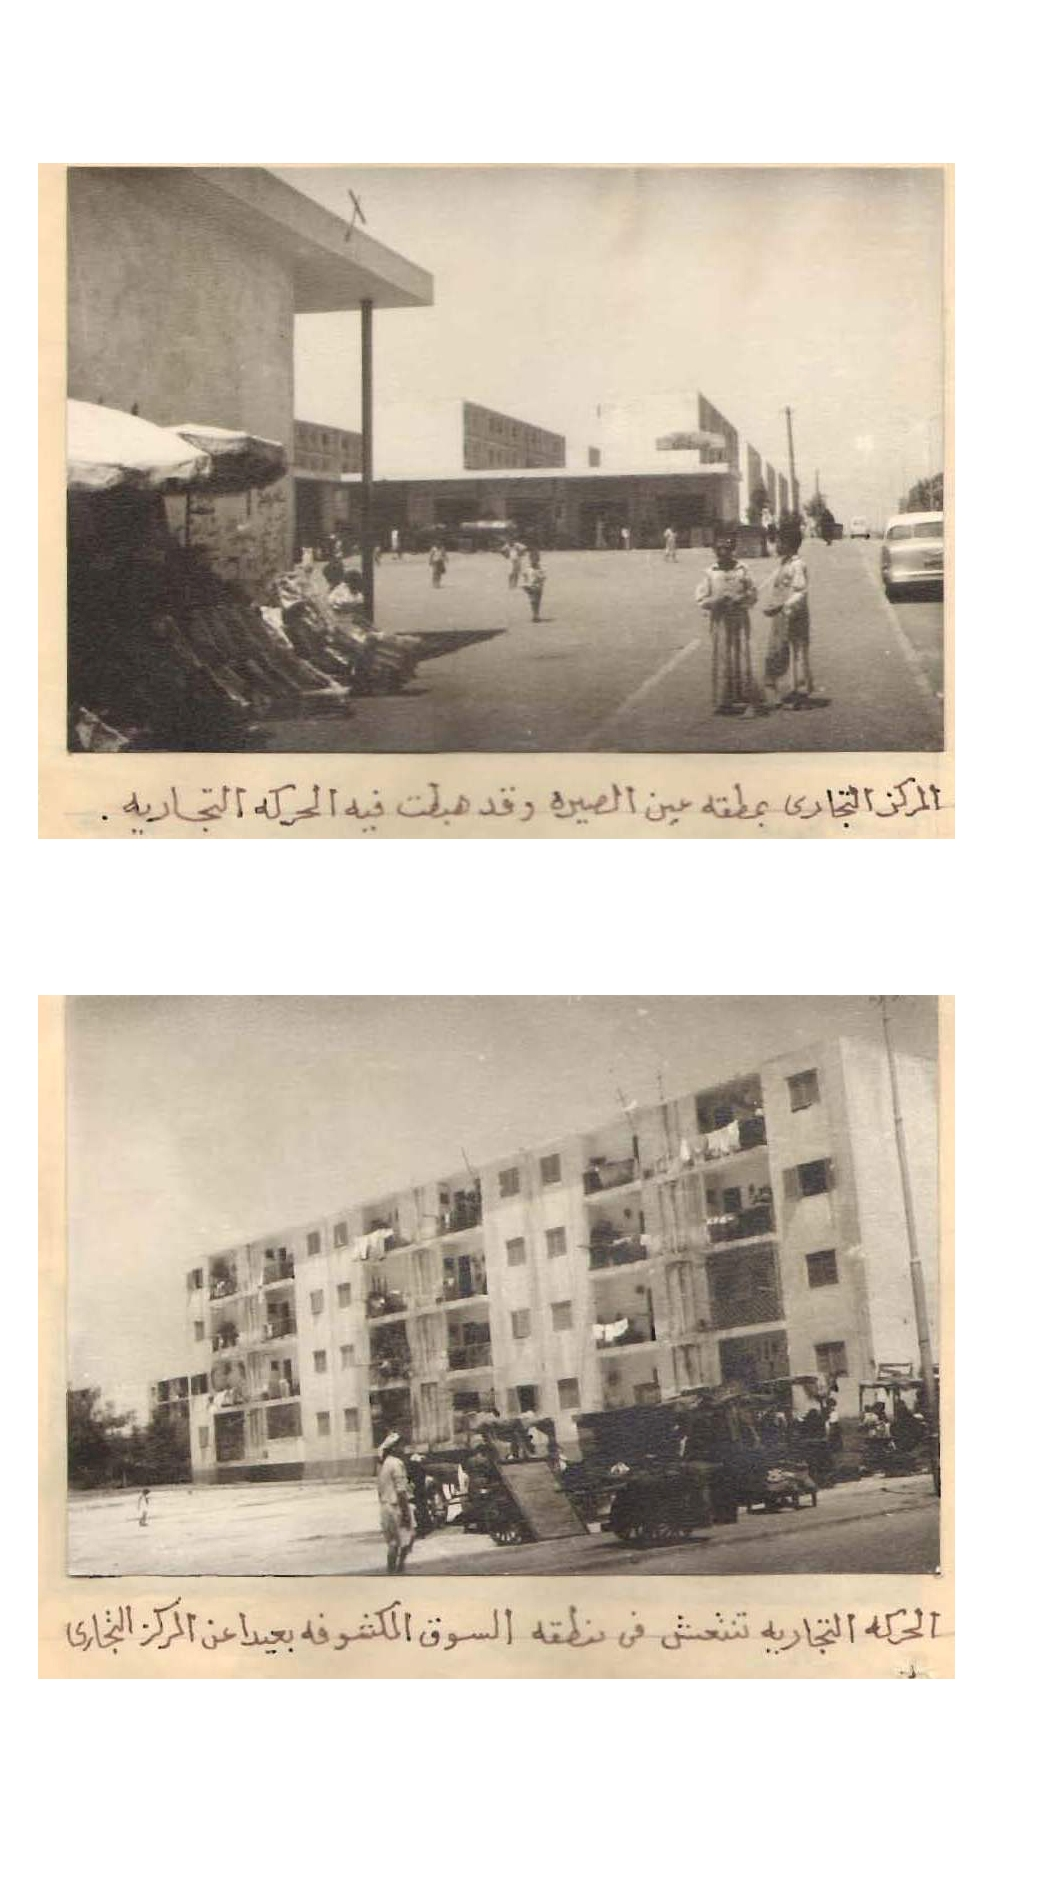 المركز التجارى بمطقه عين الصيره وقد هبطت فيه الحركه التجاريه .
الحركه التجاريه تنتعش فى منطقه السوق المكشوفه بعيدا عن المركز التجارى